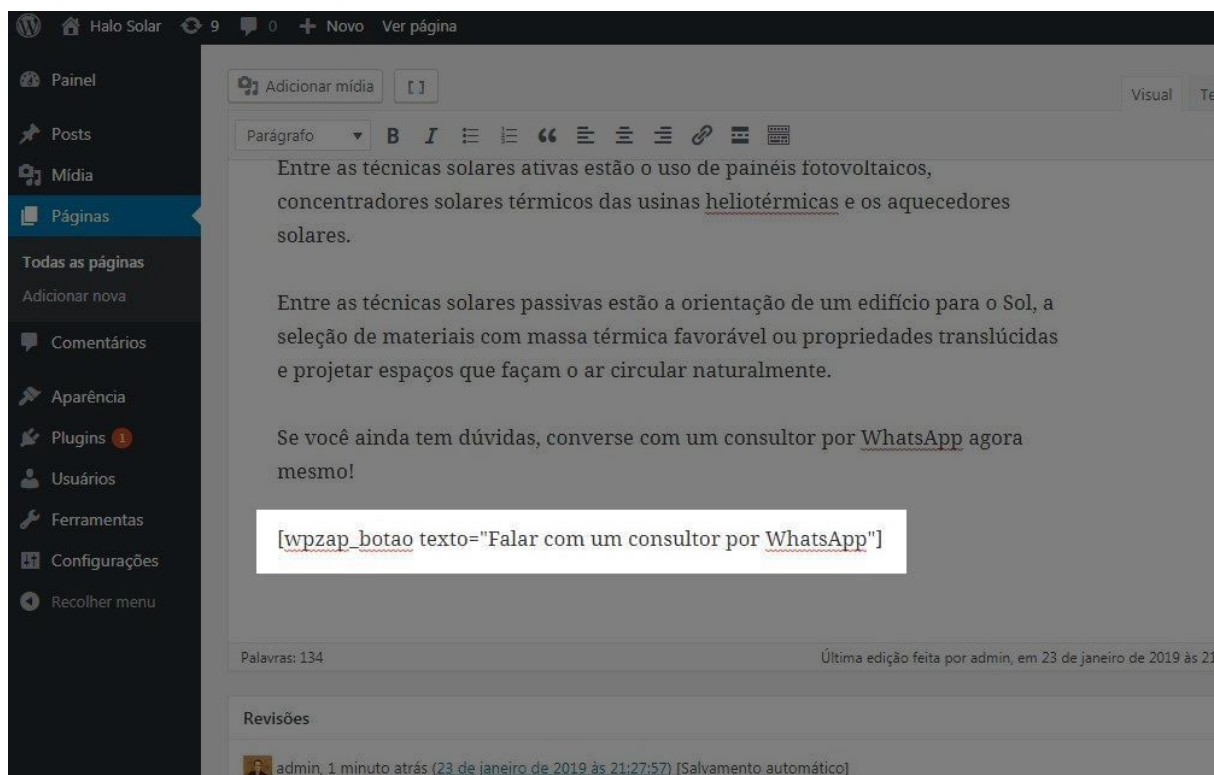 Halo Solar 9 0 + Novo Ver página
Painel
Posts
Mídia
Páginas
Todas as páginas
Adicionar nova
Comentários
Aparência
Plugins 1
Usuários
Ferramentas
Configurações
Recolher menu
Adicionar mídia [ ]
Visual
Parágrafo B I
Entre as técnicas solares ativas estão o uso de painéis fotovoltaicos,
concentradores solares térmicos das usinas heliotérmicas e os aquecedores
solares.
Entre as técnicas solares passivas estão a orientação de um edifício para o Sol, a
seleção de materiais com massa térmica favorável ou propriedades translúcidas
e projetar espaços que façam o ar circular naturalmente.
Se você ainda tem dúvidas, converse com um consultor por WhatsApp agora
mesmo!
[wpzap_botao texto="Falar com um consultor por WhatsApp"]
Palavras: 134
Última edição feita por admin, em 23 de janeiro de 2019 às 21
Revisões
admin, 1 minuto atrás (23 de janeiro de 2019 às 21:27:57) [Salvamento automático]